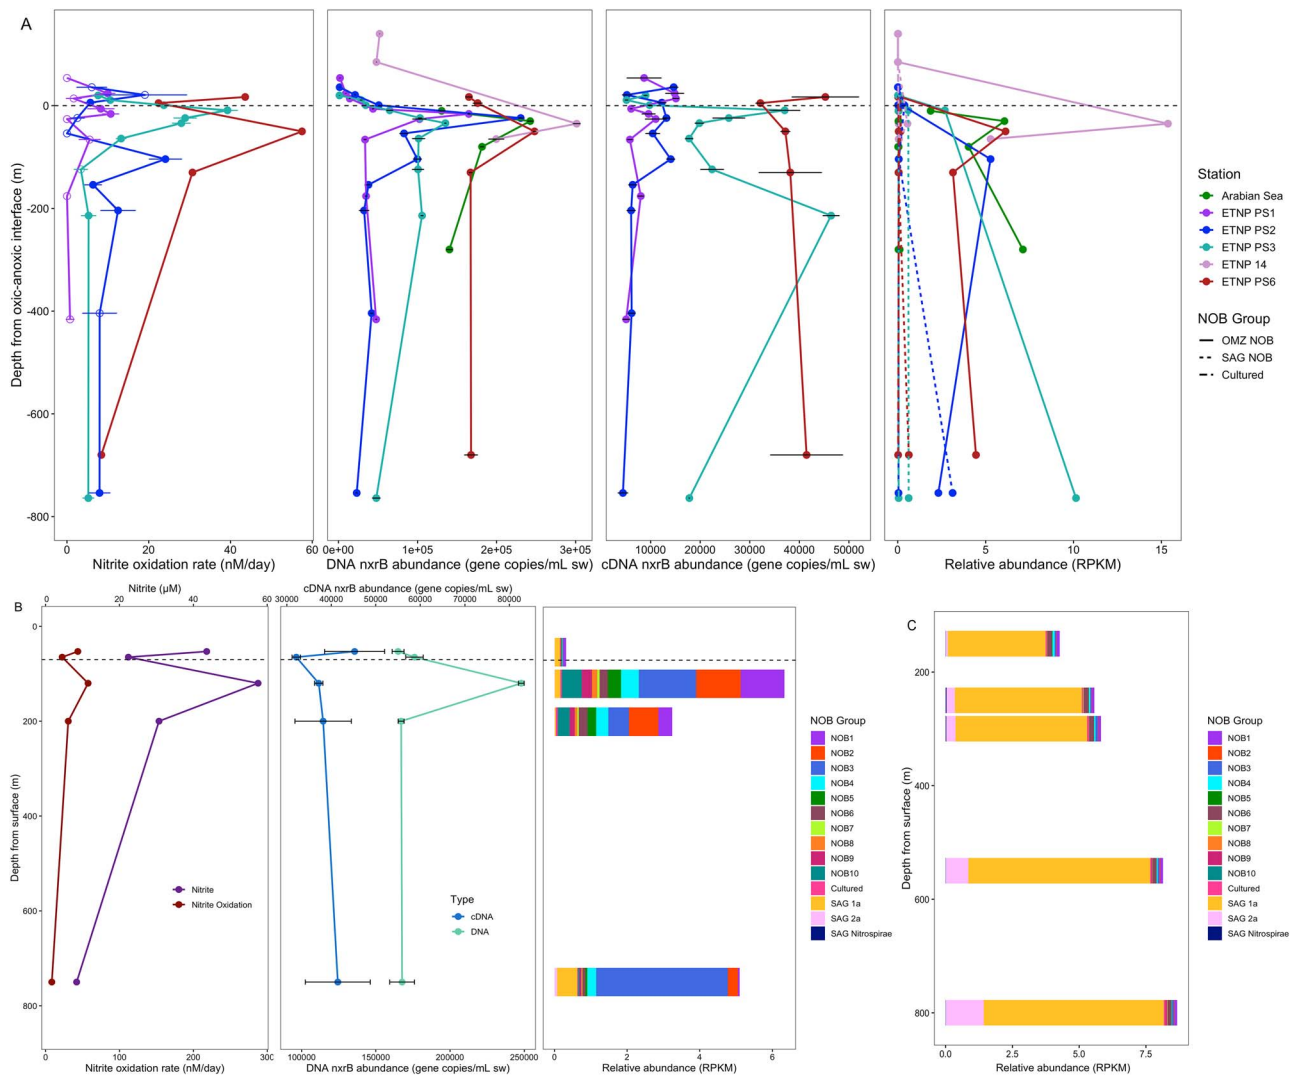 A
Depth from oxic-anoxic interface (m)
0
-200
-400
-600
-800
0 20 40 60
Nitrite oxidation rate (nM/day)
0e+00 1e+05 2e+05 3e+05
DNA nxrB abundance (gene copies/mL sw)
10000 20000 30000 40000 50000
cDNA nxrB abundance (gene copies/mL sw)
0 5 10 15
Relative abundance (RPKM)
Station
Arabian Sea
ETNP PS1
ETNP PS2
ETNP PS3
ETNP 14
ETNP PS6
NOB Group
OMZ NOB
SAG NOB
Cultured
B
Nitrite (µM)
0 2 4 6
cDNA nxrB abundance (gene copies/mL sw)
30000 40000 50000 60000 70000 80000
Depth from surface (m)
0
200
400
600
800
Nitrite
Nitrite Oxidation
0 10 20 30
Nitrite oxidation rate (nM/day)
Type
cDNA
DNA
100000 150000 200000 250000
DNA nxrB abundance (gene copies/mL sw)
0 2 4 6
Relative abundance (RPKM)
NOB Group
NOB1
NOB2
NOB3
NOB4
NOB5
NOB6
NOB7
NOB8
NOB9
NOB10
Cultured
SAG 1a
SAG 2a
SAG Nitrospirae
C
Depth from surface (m)
200
400
600
800
0.0 2.5 5.0 7.5
Relative abundance (RPKM)
NOB Group
NOB1
NOB2
NOB3
NOB4
NOB5
NOB6
NOB7
NOB8
NOB9
NOB10
Cultured
SAG 1a
SAG 2a
SAG Nitrospirae